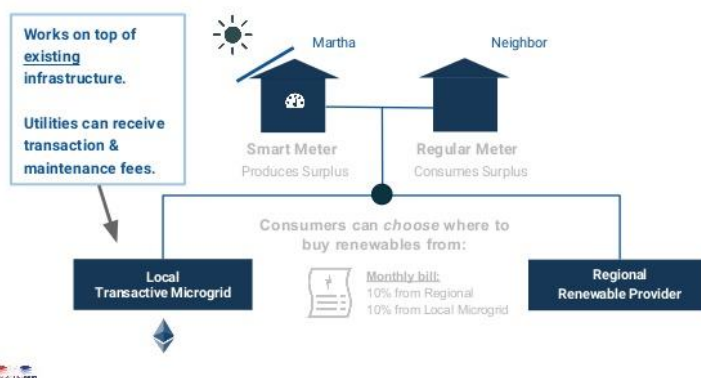 Works on top of
existing
infrastructure.
Utilities can receive
transaction &
maintenance fees.
Martha
Neighbor
Smart Meter
Produces Surplus
Regular Meter
Consumes Surplus
Consumers can choose where to
buy renewables from:
Monthly bill:
10% from Regional
10% from Local Microgrid
Local
Transactive Microgrid
Regional
Renewable Provider